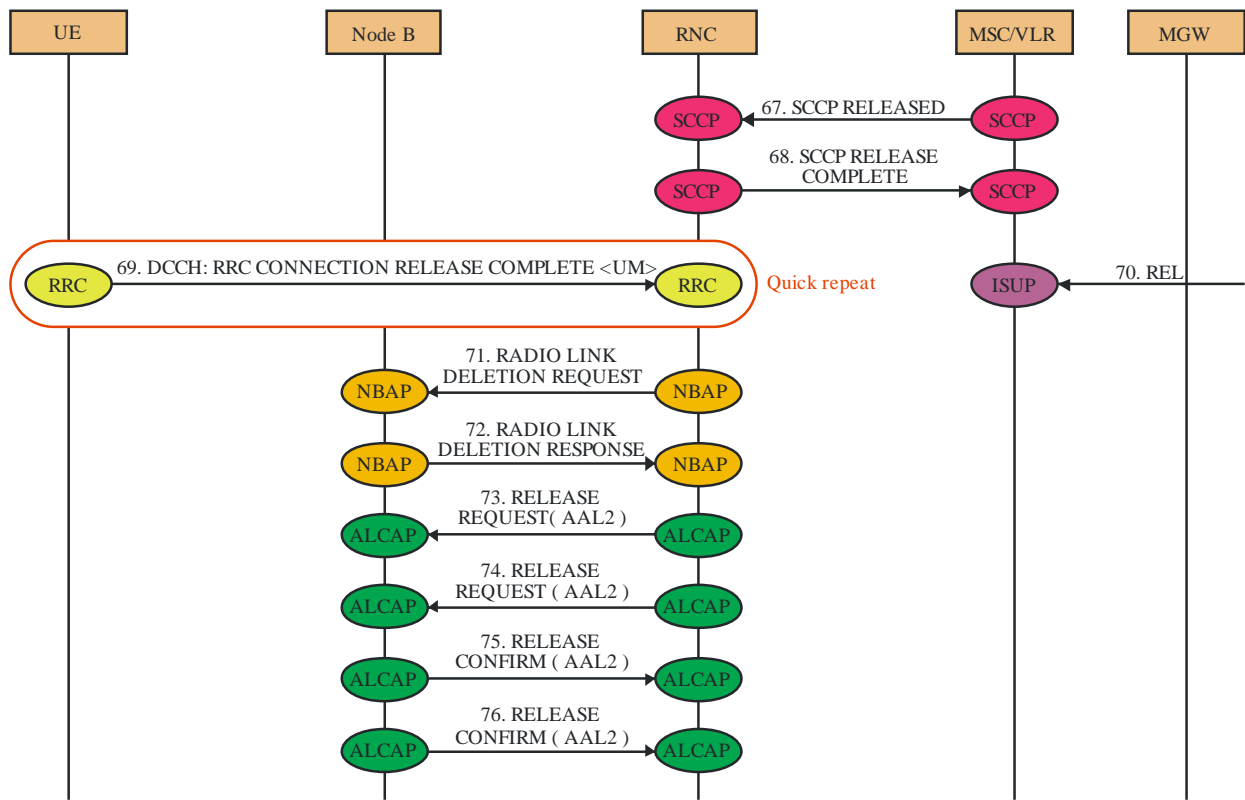 UE
Node B
RNC
MSC/VLR
MGW
SCCP
67. SCCP RELEASED
SCCP
SCCP
68. SCCP RELEASE
COMPLETE
SCCP
RRC
69. DCCH: RRC CONNECTION RELEASE COMPLETE <UM>
RRC
Quick repeat
ISUP
70. REL
NBAP
71. RADIO LINK
DELETION REQUEST
NBAP
NBAP
72. RADIO LINK
DELETION RESPONSE
NBAP
ALCAP
73. RELEASE
REQUEST( AAL2 )
ALCAP
ALCAP
74. RELEASE
REQUEST ( AAL2 )
ALCAP
ALCAP
75. RELEASE
CONFIRM ( AAL2 )
ALCAP
ALCAP
76. RELEASE
CONFIRM ( AAL2 )
ALCAP